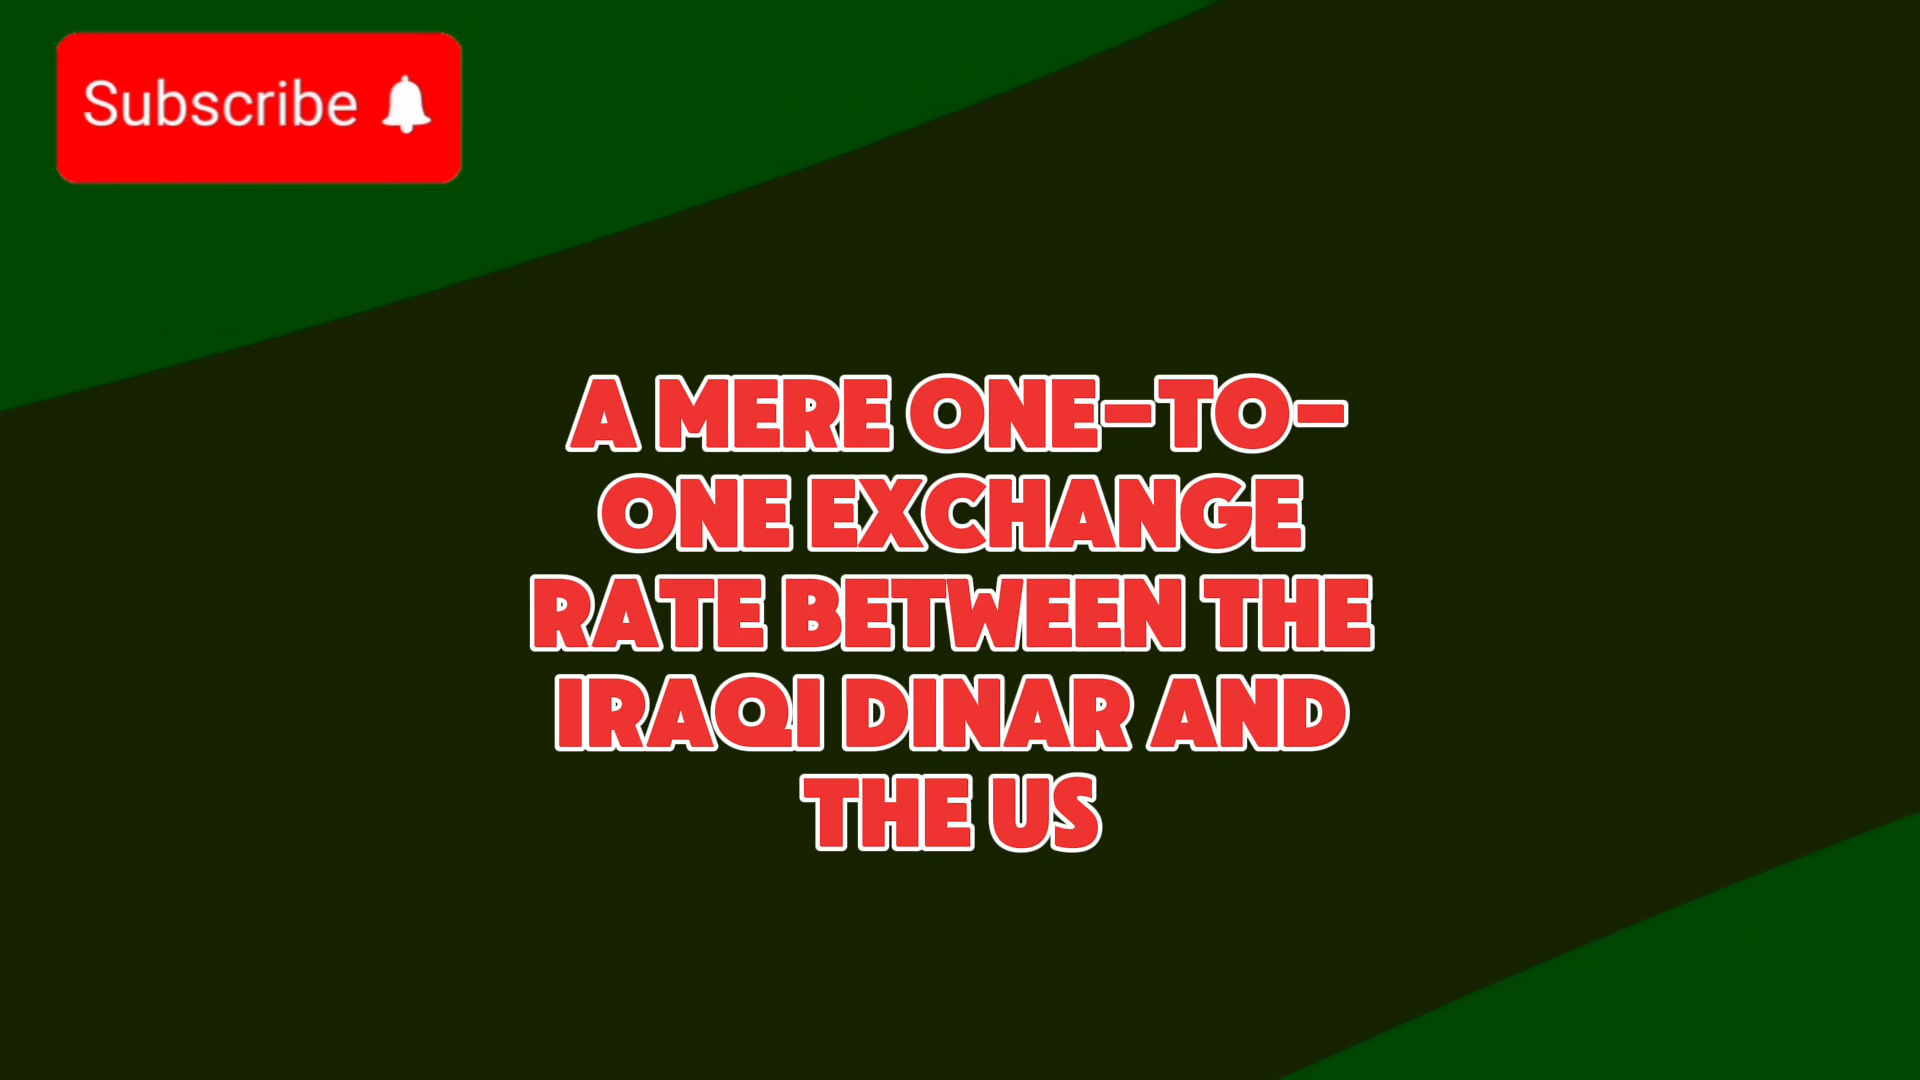 Subscribe
A MERE ONE-TO-
ONE EXCHANGE
RATE BETWEEN THE
IRAQI DINAR AND
THE US